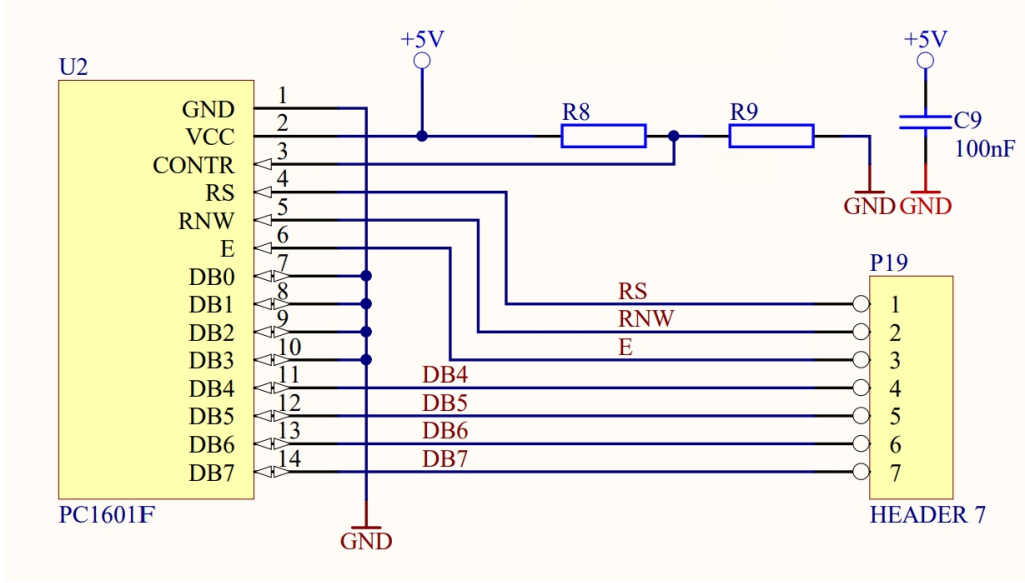 +5V
+5V
U2
GND 1
VCC 2
CONTR 3
RS 4
RNW 5
E 6
DB0 7
DB1 8
DB2 9
DB3 10
DB4 11
DB5 12
DB6 13
DB7 14
PC1601F
GND
R8
R9
GND
C9
100nF
GND
RS
RNW
E
DB4
DB5
DB6
DB7
P19
1
2
3
4
5
6
7
HEADER 7